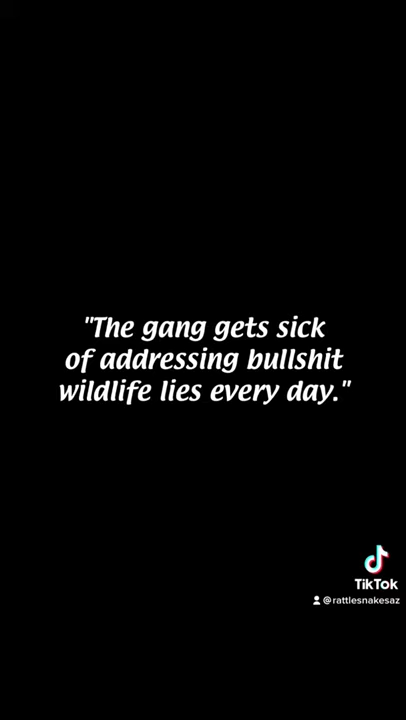 "The gang gets sick
of addressing bullshit
wildlife lies every day."
TikTok
@rattlesnakesaz